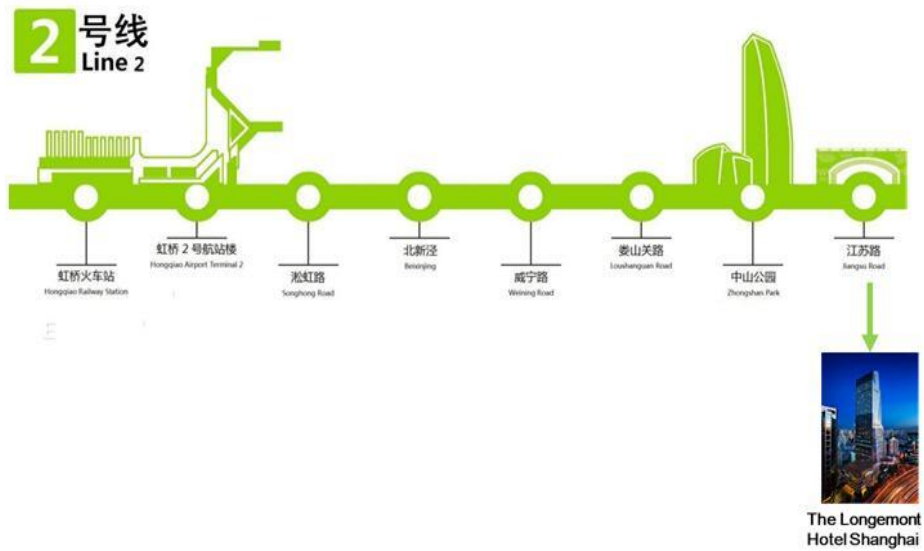 2 号线
Line 2
虹桥火车站
Hongqiao Railway Station
虹桥 2 号航站楼
Hongqiao Airport Terminal 2
淞虹路
Songhong Road
北新泾
Beixinjing
威宁路
Weining Road
娄山关路
Loushanguan Road
中山公园
Zhongshan Park
江苏路
Jiangsu Road
The Longemont
Hotel Shanghai